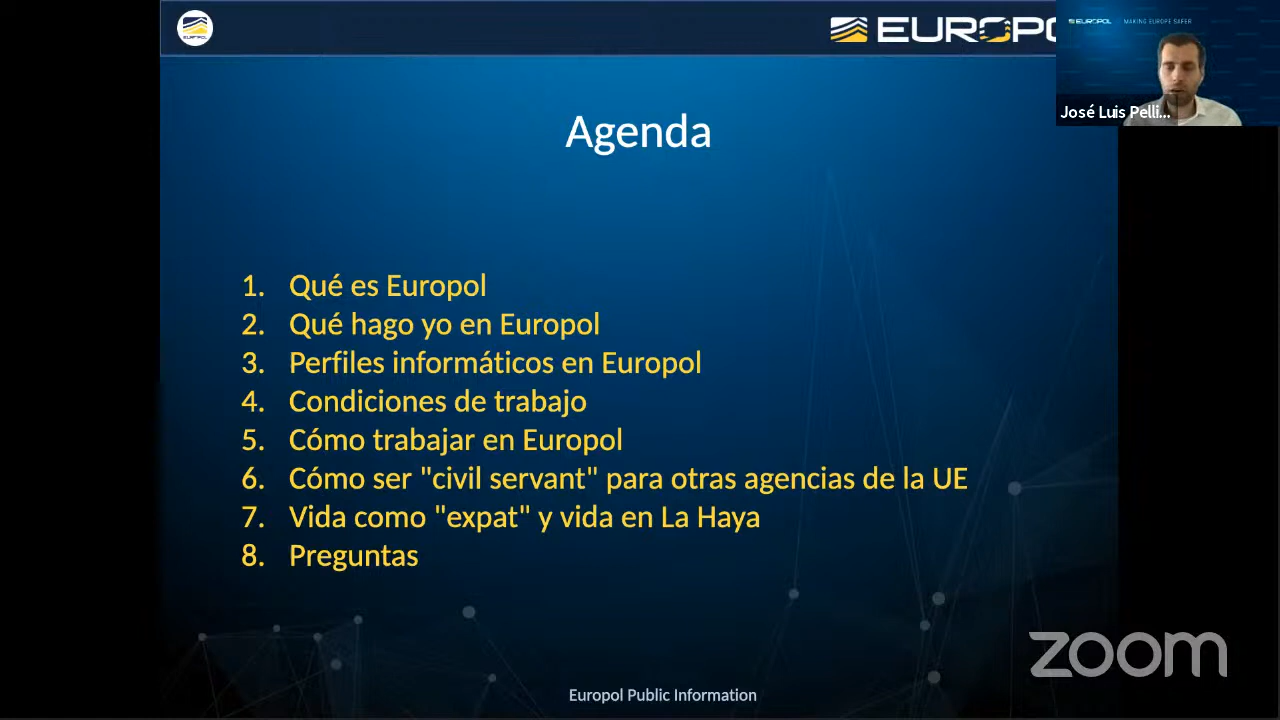 EUROPOL
EUROPO
EUROPOL MAKING EUROPE SAFER
José Luis Pelli...
Agenda
1. Qué es Europol
2. Qué hago yo en Europol
3. Perfiles informáticos en Europol
4. Condiciones de trabajo
5. Cómo trabajar en Europol
6. Cómo ser "civil servant" para otras agencias de la UE
7. Vida como "expat" y vida en La Haya
8. Preguntas
zoom
Europol Public Information